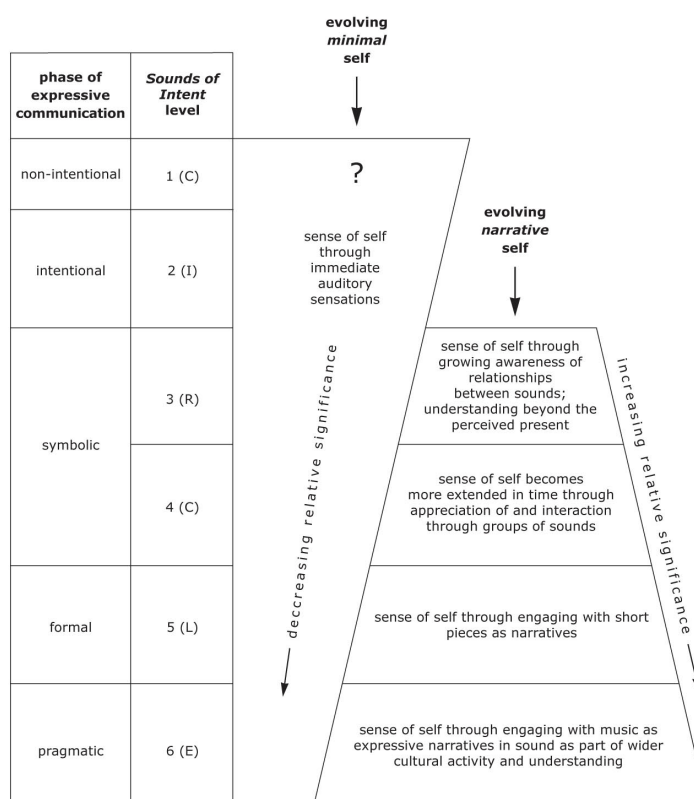 evolving
minimal
self
phase of
expressive
communication
Sounds of
Intent
level
non-intentional
1 (C)
?
evolving
narrative
self
intentional
2 (I)
sense of self
through
immediate
auditory
sensations
symbolic
3 (R)
sense of self through
growing awareness of
relationships
between sounds;
understanding beyond the
perceived present
4 (C)
sense of self becomes
more extended in time through
appreciation of and interaction
through groups of sounds
deccreasing relative significance
increasing relative significance
formal
5 (L)
sense of self through engaging with short
pieces as narratives
pragmatic
6 (E)
sense of self through engaging with music as
expressive narratives in sound as part of wider
cultural activity and understanding